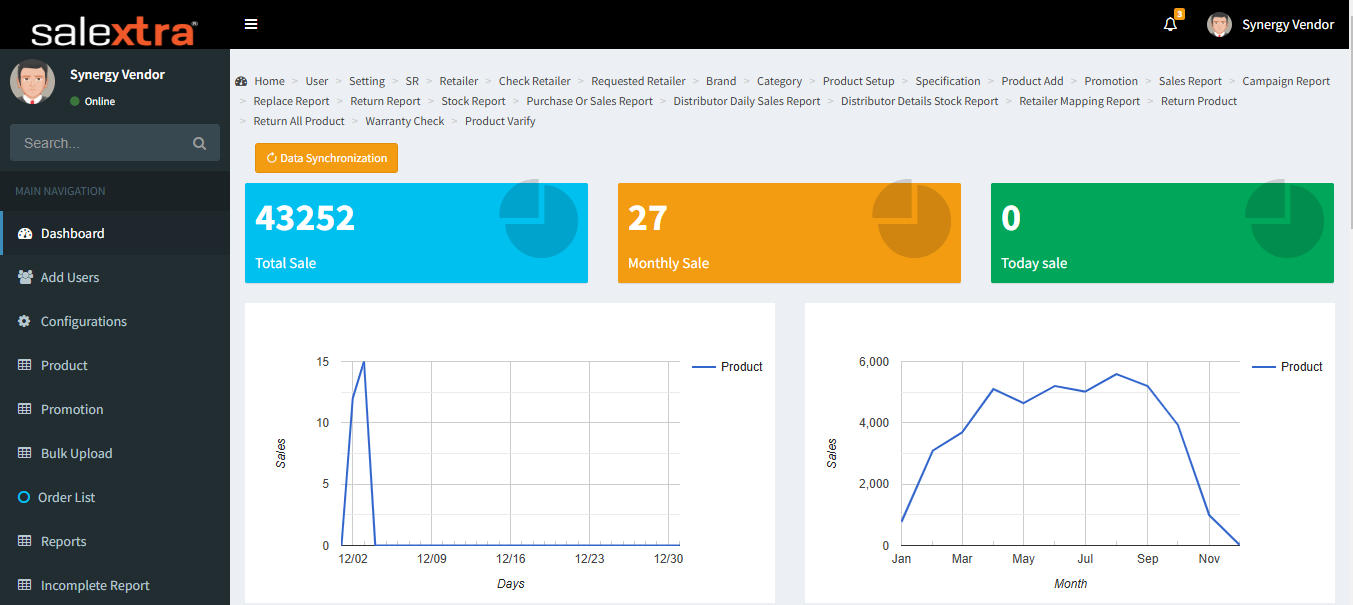 salextra®
3
Synergy Vendor
Synergy Vendor
Online
Search...
MAIN NAVIGATION
Dashboard
Add Users
Configurations
Product
Promotion
Bulk Upload
Order List
Reports
Incomplete Report
Home > User > Setting > SR > Retailer > Check Retailer > Requested Retailer > Brand > Category > Product Setup > Specification > Product Add > Promotion > Sales Report > Campaign Report
> Replace Report > Return Report > Stock Report > Purchase Or Sales Report > Distributor Daily Sales Report > Distributor Details Stock Report > Retailer Mapping Report > Return Product
> Return All Product > Warranty Check > Product Varify
Data Synchronization
43252
Total Sale
27
Monthly Sale
0
Today sale
15
10
5
0
Sales
12/02 12/09 12/16 12/23 12/30
Days
Product
6,000
4,000
2,000
0
Sales
Jan Mar May Jul Sep Nov
Month
Product